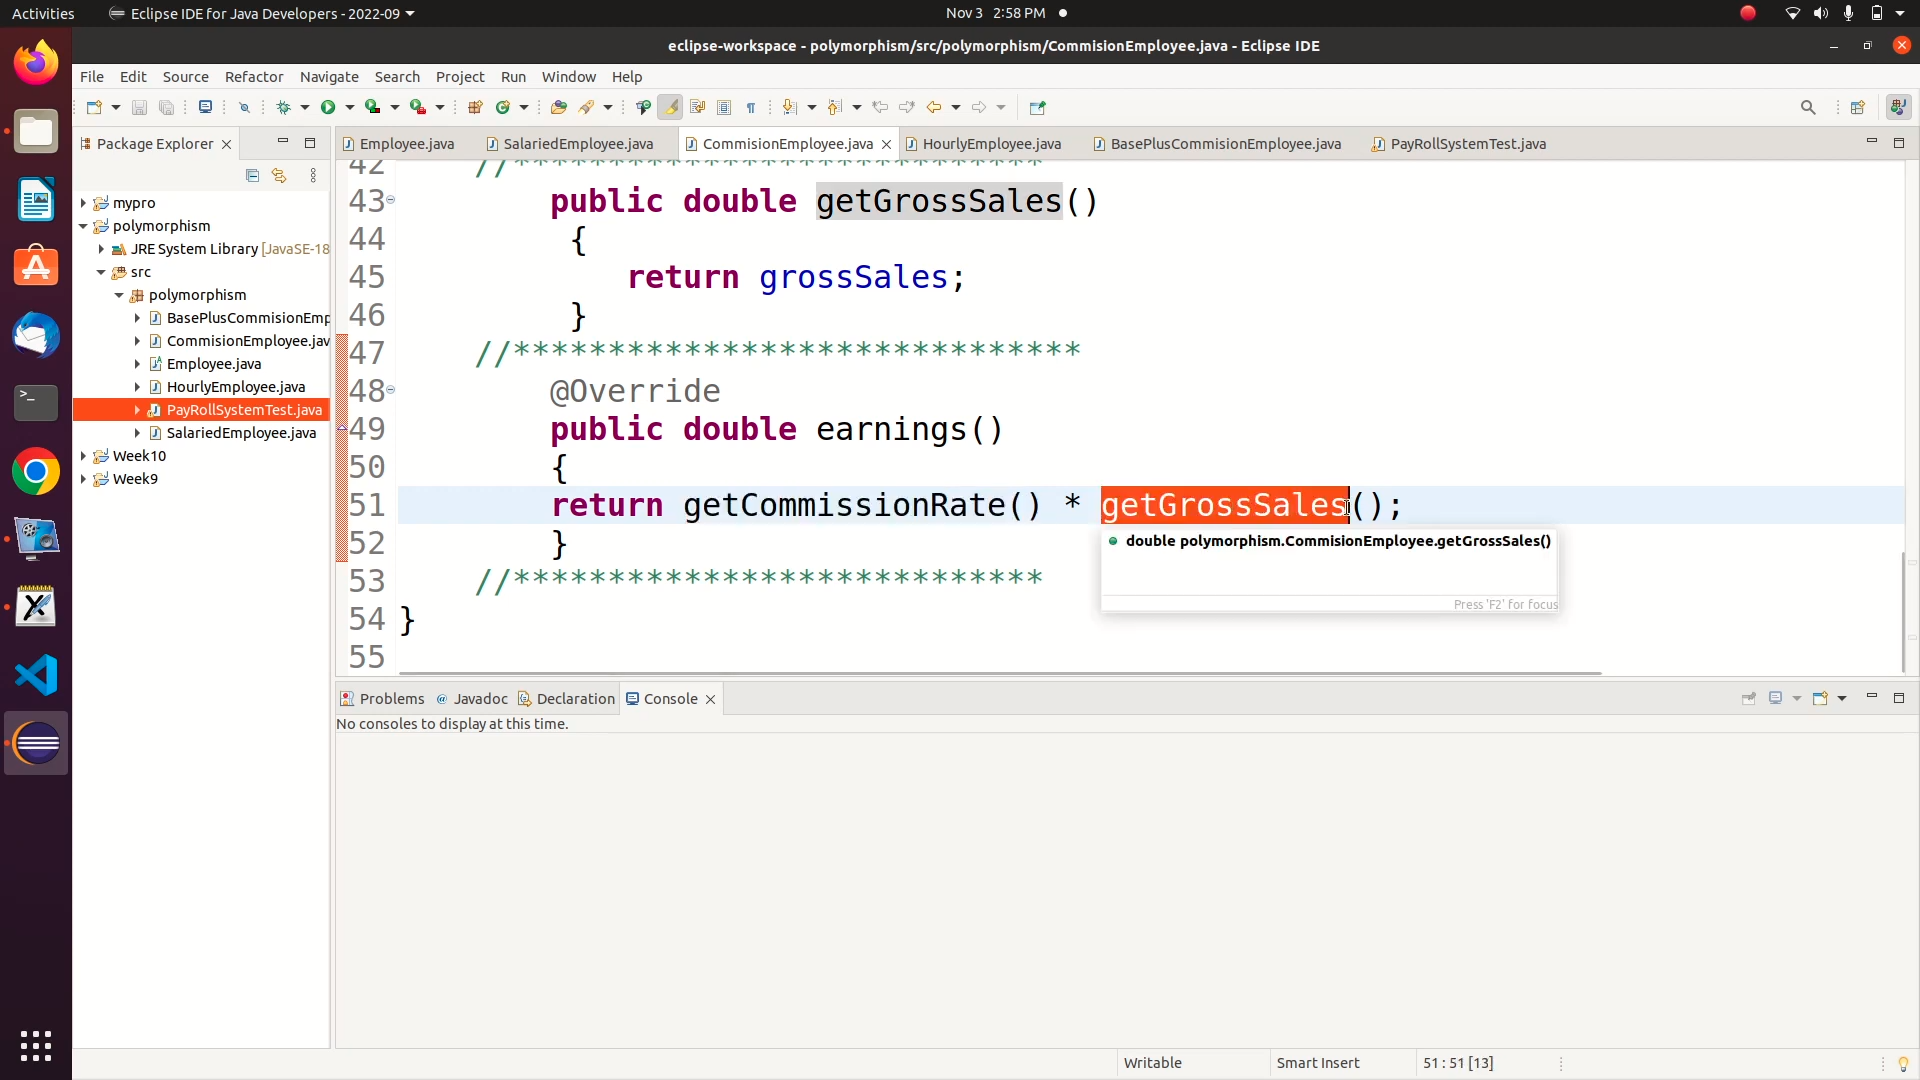 Activities Eclipse IDE for Java Developers - 2022-09 Nov 3 2:58 PM
eclipse-workspace - polymorphism/src/polymorphism/CommisionEmployee.java - Eclipse IDE
File Edit Source Refactor Navigate Search Project Run Window Help
Package Explorer
mypro
polymorphism
JRE System Library [JavaSE-18
src
polymorphism
BasePlusCommisionEmp
CommisionEmployee.jav
Employee.java
HourlyEmployee.java
PayRollSystemTest.java
SalariedEmployee.java
Week10
Week9
Employee.java SalariedEmployee.java CommisionEmployee.java HourlyEmployee.java BasePlusCommisionEmployee.java PayRollSystemTest.java
42 //****************************
43 public double getGrossSales()
44 {
45 return grossSales;
46 }
47 //******************************
48 @Override
49 public double earnings()
50 {
51 return getCommissionRate() * getGrossSales();
52 }
53 //****************************
54 }
55
double polymorphism.CommisionEmployee.getGrossSales()
Press 'F2' for focus
Problems @ Javadoc Declaration Console
No consoles to display at this time.
Writable Smart Insert 51 : 51 [13]